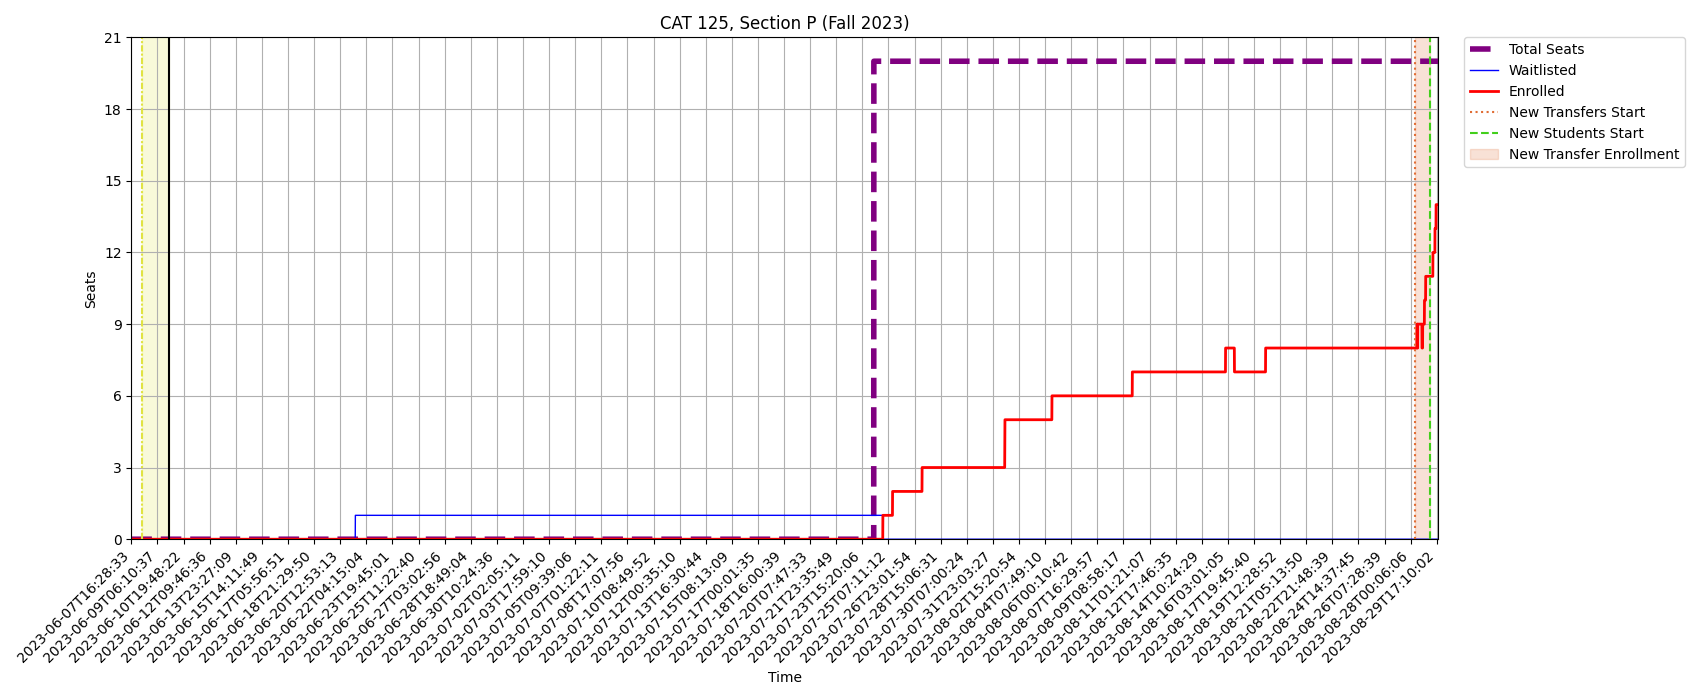 CAT 125, Section P (Fall 2023)
21
18
15
12
9
6
3
0
Seats
2023-06-07T16:28:33
2023-06-09T06:10:37
2023-06-10T19:48:22
2023-06-12T09:46:36
2023-06-13T23:27:09
2023-06-15T14:11:49
2023-06-17T05:56:51
2023-06-18T21:29:50
2023-06-20T12:53:13
2023-06-22T04:15:04
2023-06-23T19:45:01
2023-06-25T11:22:40
2023-06-27T03:02:56
2023-06-28T18:49:04
2023-06-30T10:24:36
2023-07-02T02:05:11
2023-07-03T17:59:10
2023-07-05T09:39:06
2023-07-07T01:22:11
2023-07-08T17:07:56
2023-07-10T08:49:52
2023-07-12T00:35:10
2023-07-13T16:30:44
2023-07-15T08:13:09
2023-07-17T00:01:35
2023-07-18T16:00:39
2023-07-20T07:47:33
2023-07-21T23:35:49
2023-07-23T15:20:06
2023-07-25T07:11:12
2023-07-26T23:01:54
2023-07-28T15:06:31
2023-07-30T07:00:24
2023-07-31T23:03:27
2023-08-02T15:20:54
2023-08-04T07:49:10
2023-08-06T00:10:42
2023-08-07T16:29:57
2023-08-09T08:58:17
2023-08-11T01:21:07
2023-08-12T17:46:35
2023-08-14T10:24:29
2023-08-16T03:01:05
2023-08-17T19:45:40
2023-08-19T12:28:52
2023-08-21T05:13:50
2023-08-22T21:48:39
2023-08-24T14:37:45
2023-08-26T07:28:39
2023-08-28T00:06:06
2023-08-29T17:10:02
Time
Total Seats
Waitlisted
Enrolled
New Transfers Start
New Students Start
New Transfer Enrollment